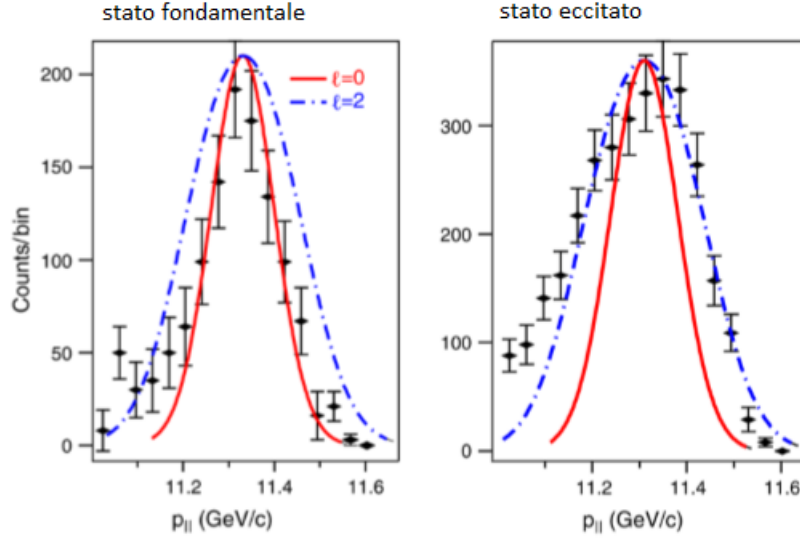 stato fondamentale
stato eccitato
Counts/bin
200
150
100
50
0
ℓ=0
ℓ=2
11.2
11.4
11.6
p|| (GeV/c)
300
200
100
0
11.2
11.4
11.6
p|| (GeV/c)